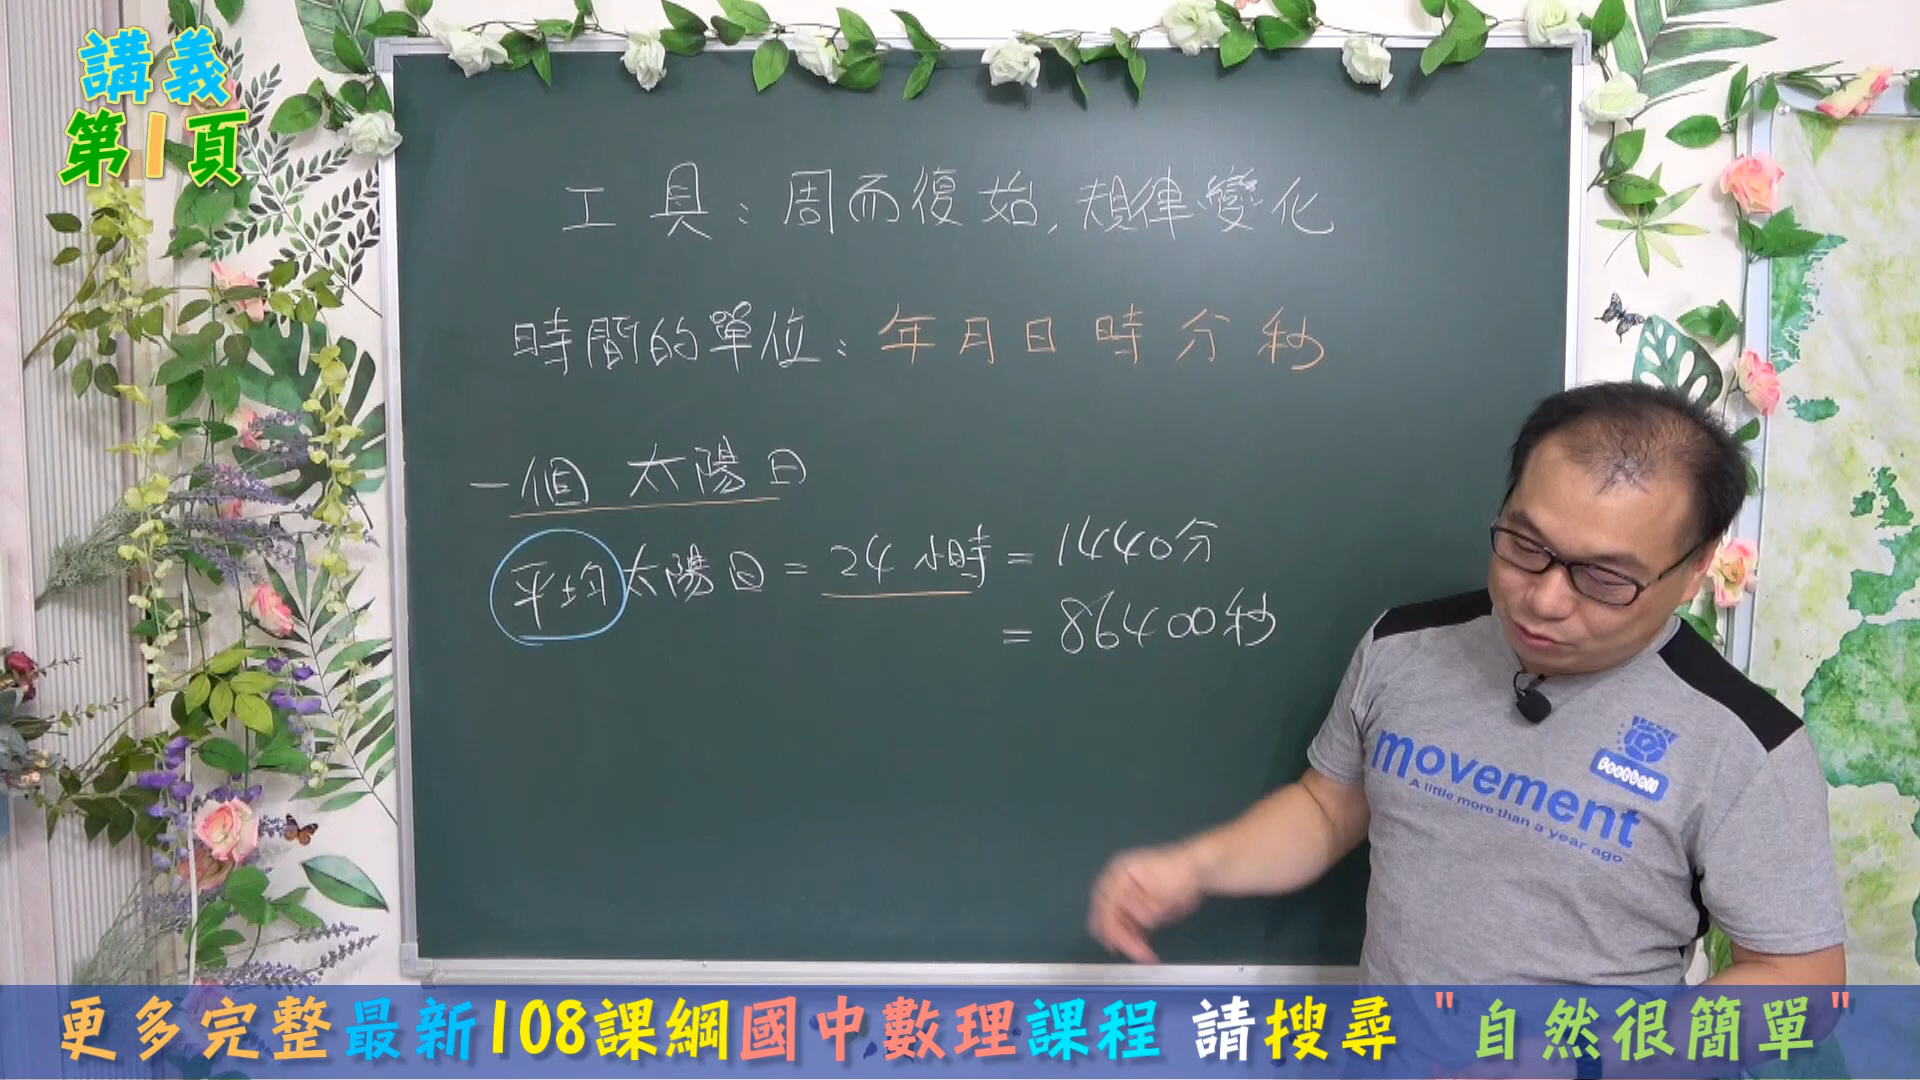 講義
第1頁
工具：周而復始，規律變化
時間的單位：年月日時分秒
一個太陽日
平均太陽日＝24小時＝1440分
＝86400秒
movement
A little more than a year ago
Football
更多完整最新108課綱國中數理課程 請搜尋 "自然很簡單"